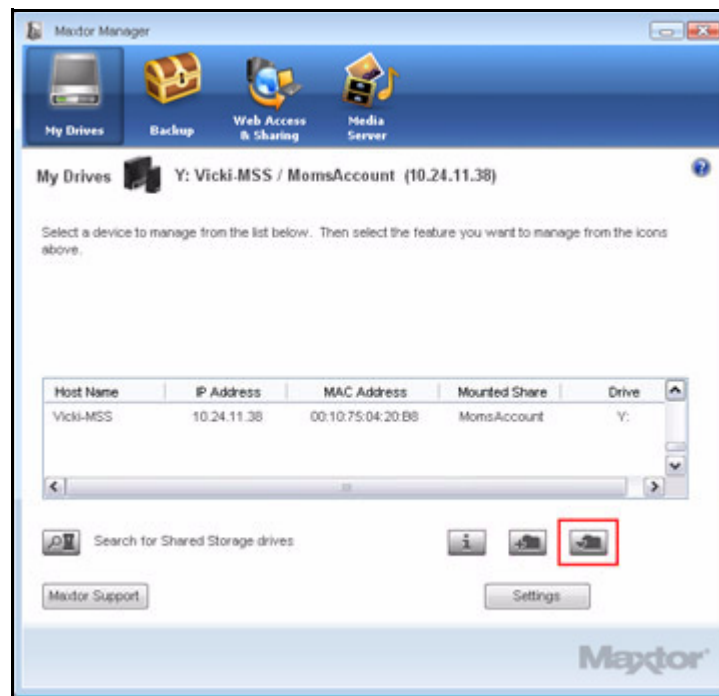 Maxtor Manager
My Drives
Backup
Web Access
& Sharing
Media
Server
My Drives Y: Vicki-MSS / MomsAccount (10.24.11.38)
Select a device to manage from the list below. Then select the feature you want to manage from the icons
above.
Host Name IP Address MAC Address Mounted Share Drive
Vicki-MSS 10.24.11.38 00:10:75:04:20:B8 MomsAccount Y:
Search for Shared Storage drives
Maxtor Support
Settings
Maxtor